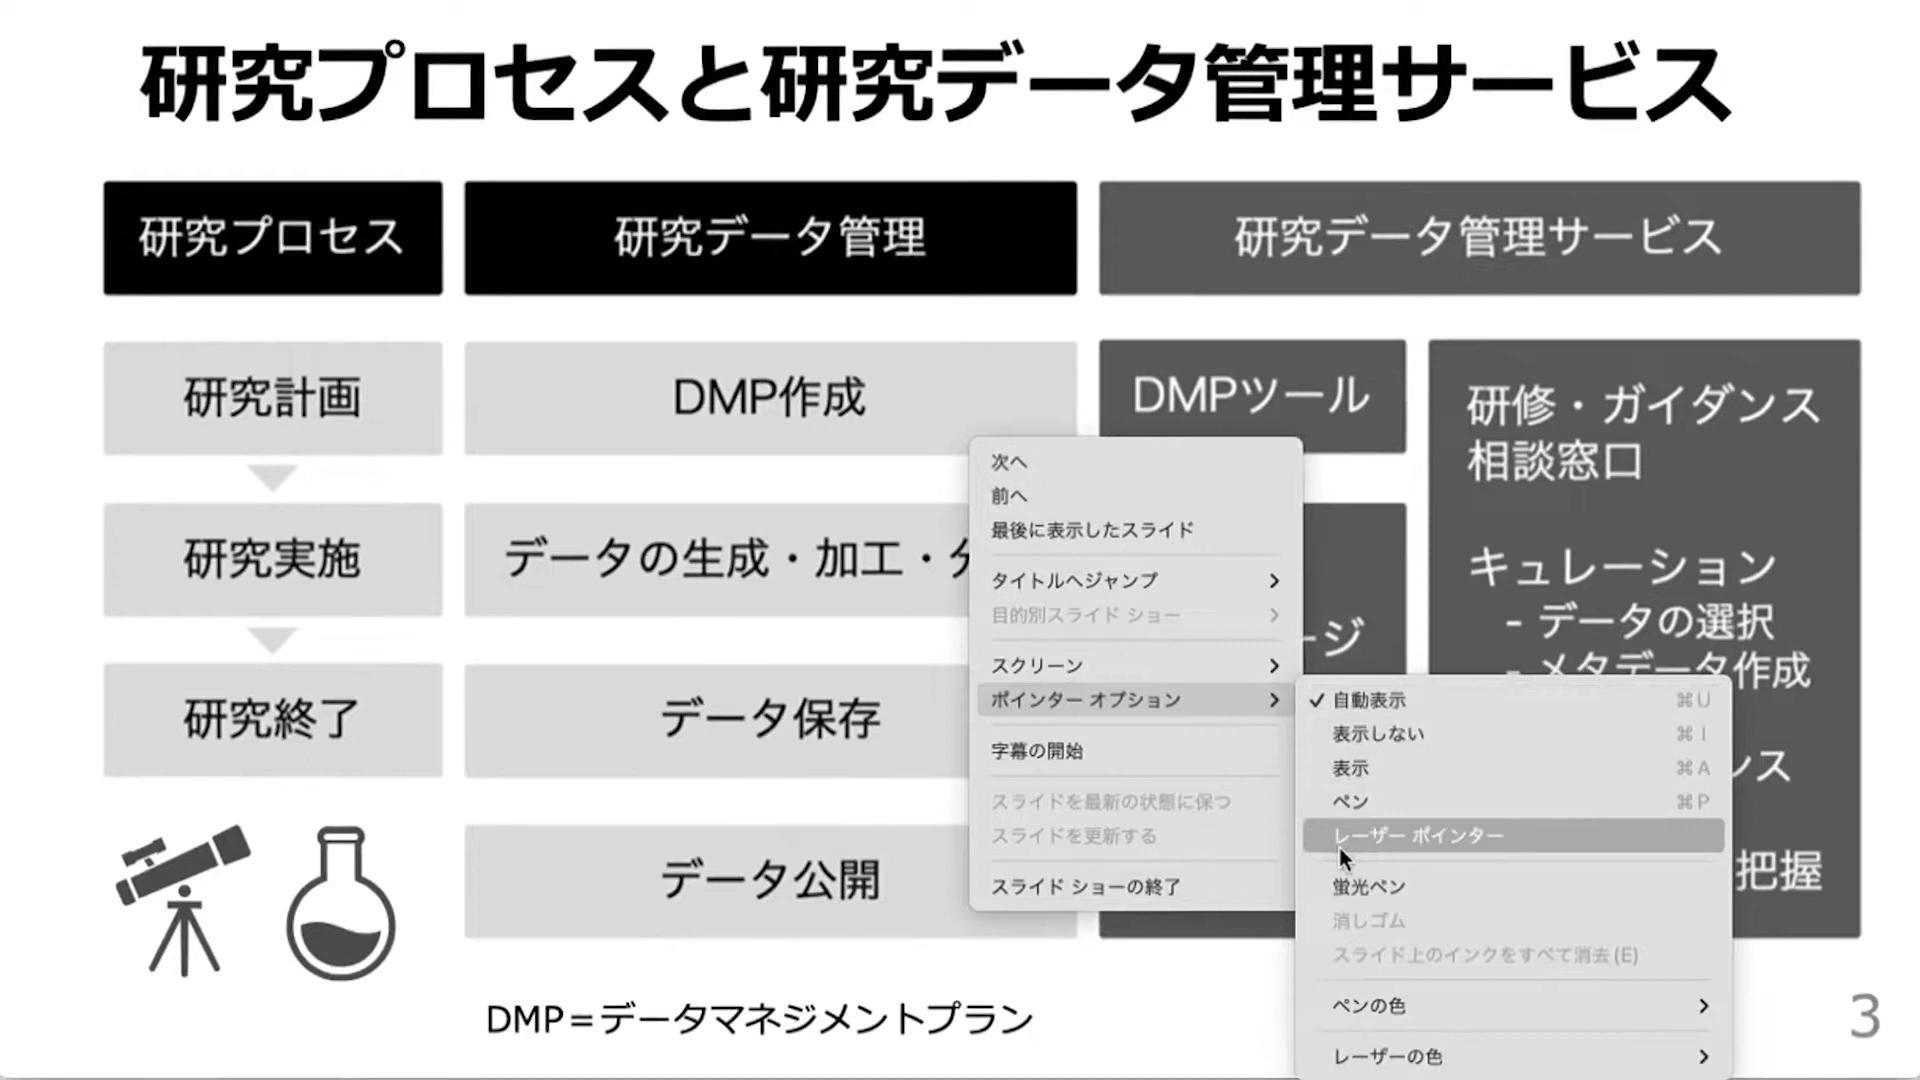 研究プロセスと研究データ管理サービス
研究プロセス
研究データ管理
研究データ管理サービス
研究計画
DMP作成
DMPツール
研修・ガイダンス
相談窓口
研究実施
データの生成・加工・
ージ
キュレーション
- データの選択
- メタデータ作成
研究終了
データ保存
ンス
データ公開
把握
DMP=データマネジメントプラン
3
次へ
前へ
最後に表示したスライド
タイトルへジャンプ
目的別スライド ショー
スクリーン
ポインター オプション
字幕の開始
スライドを最新の状態に保つ
スライドを更新する
スライド ショーの終了
✓ 自動表示 ⌘U
表示しない ⌘I
表示 ⌘A
ペン ⌘P
レーザー ポインター
蛍光ペン
消しゴム
スライド上のインクをすべて消去(E)
ペンの色
レーザーの色